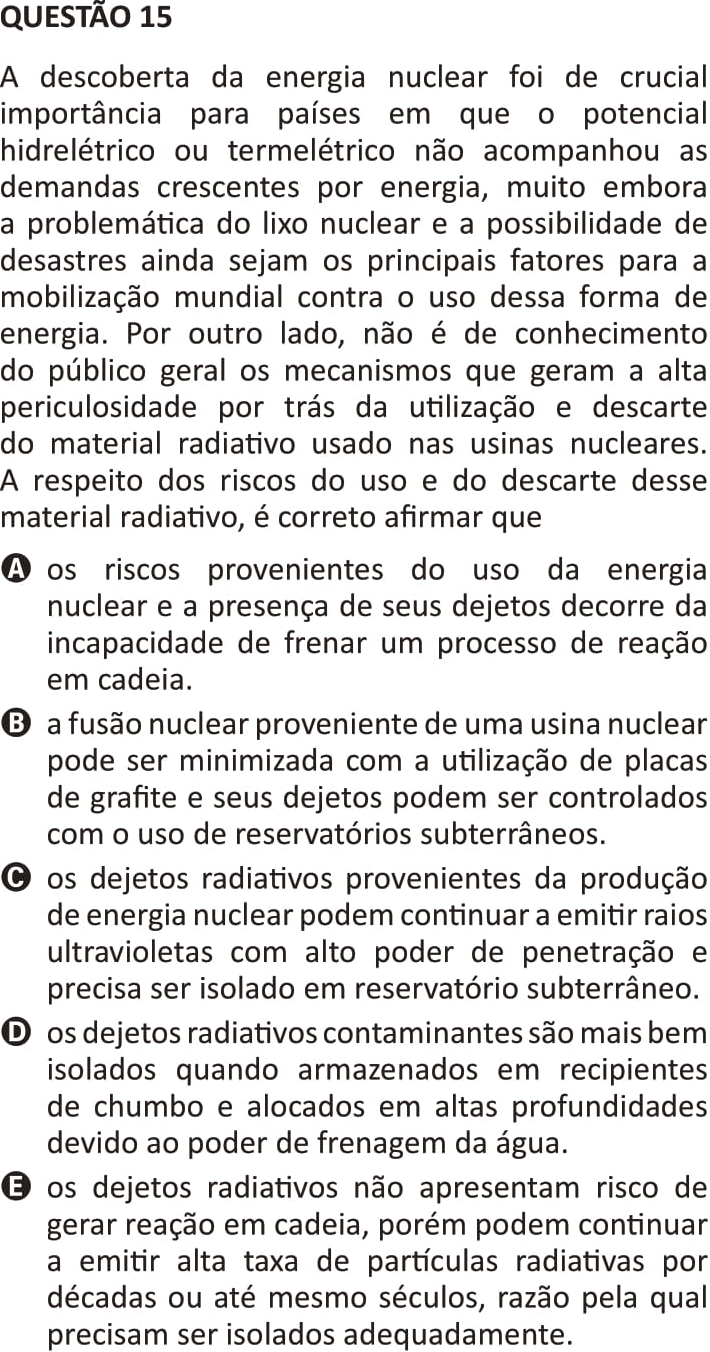 QUESTÃO 15
A descoberta da energia nuclear foi de crucial
importância para países em que o potencial
hidrelétrico ou termelétrico não acompanhou as
demandas crescentes por energia, muito embora
a problemática do lixo nuclear e a possibilidade de
desastres ainda sejam os principais fatores para a
mobilização mundial contra o uso dessa forma de
energia. Por outro lado, não é de conhecimento
do público geral os mecanismos que geram a alta
periculosidade por trás da utilização e descarte
do material radiativo usado nas usinas nucleares.
A respeito dos riscos do uso e do descarte desse
material radiativo, é correto afirmar que
A os riscos provenientes do uso da energia
nuclear e a presença de seus dejetos decorre da
incapacidade de frenar um processo de reação
em cadeia.
B a fusão nuclear proveniente de uma usina nuclear
pode ser minimizada com a utilização de placas
de grafite e seus dejetos podem ser controlados
com o uso de reservatórios subterrâneos.
C os dejetos radiativos provenientes da produção
de energia nuclear podem continuar a emitir raios
ultravioletas com alto poder de penetração e
precisa ser isolado em reservatório subterrâneo.
D os dejetos radiativos contaminantes são mais bem
isolados quando armazenados em recipientes
de chumbo e alocados em altas profundidades
devido ao poder de frenagem da água.
E os dejetos radiativos não apresentam risco de
gerar reação em cadeia, porém podem continuar
a emitir alta taxa de partículas radiativas por
décadas ou até mesmo séculos, razão pela qual
precisam ser isolados adequadamente.